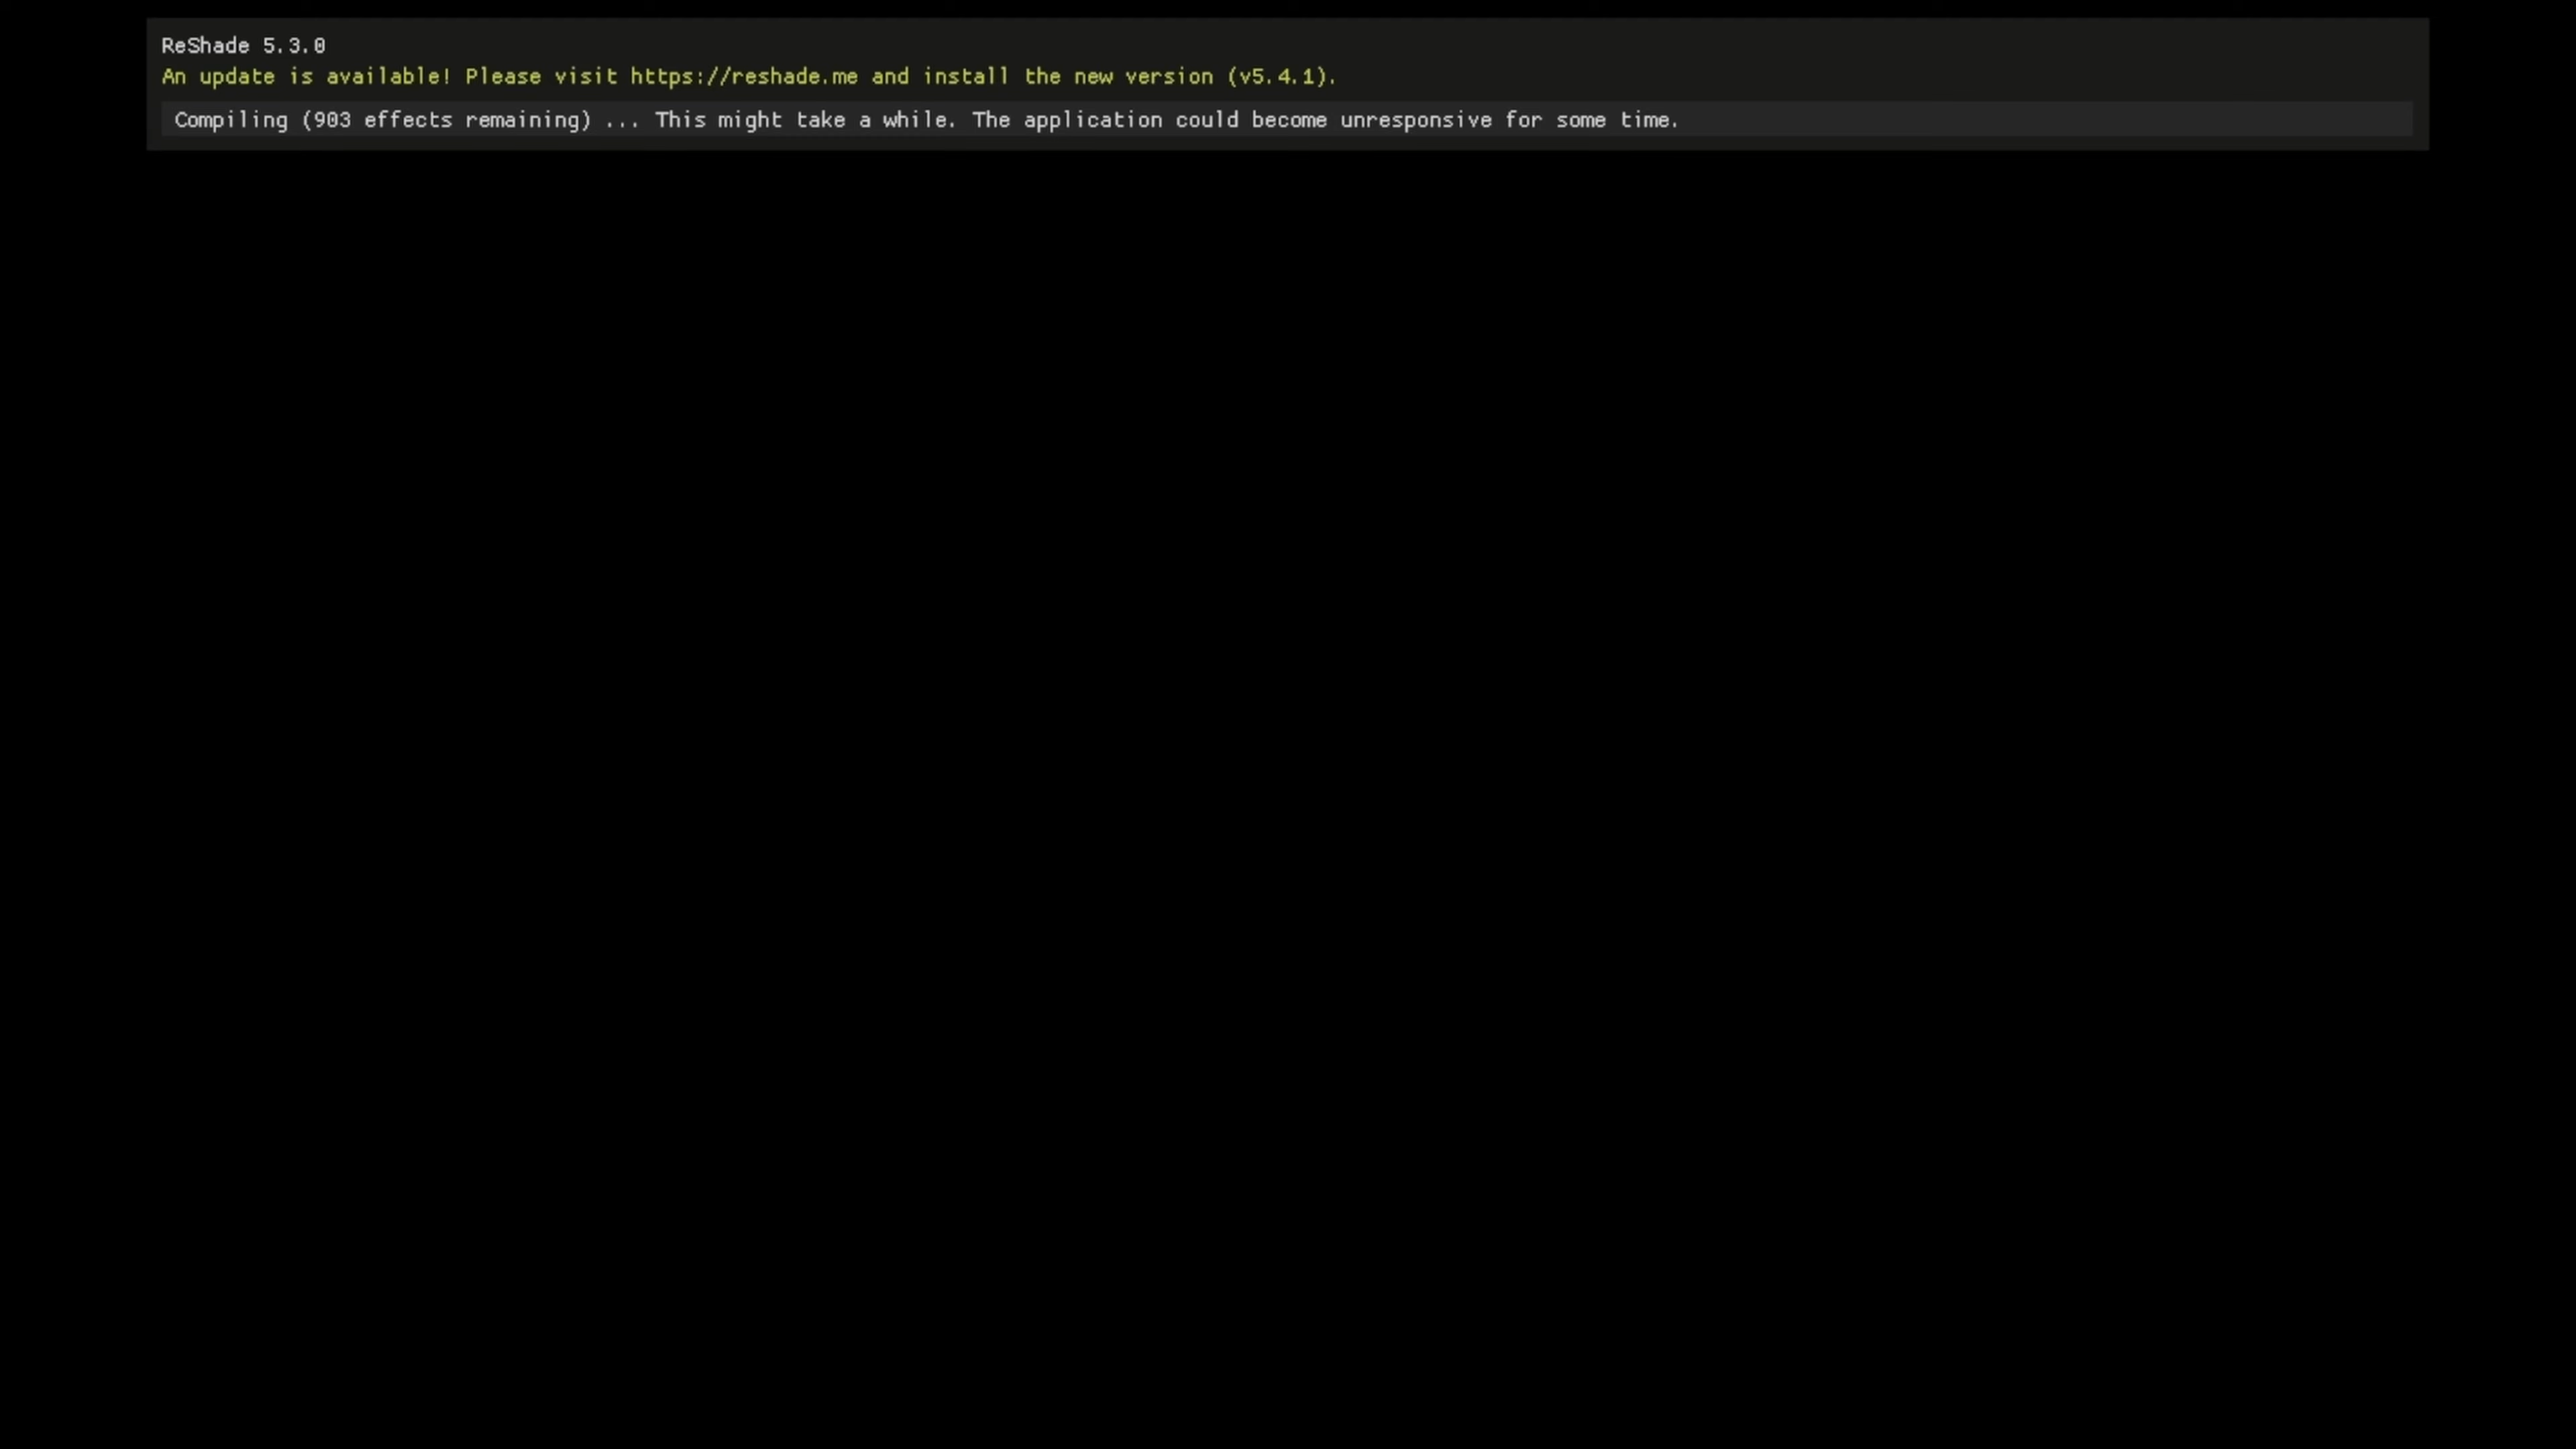 ReShade 5.3.0
An update is available! Please visit https://reshade.me and install the new version (v5.4.1).
Compiling (903 effects remaining) ... This might take a while. The application could become unresponsive for some time.